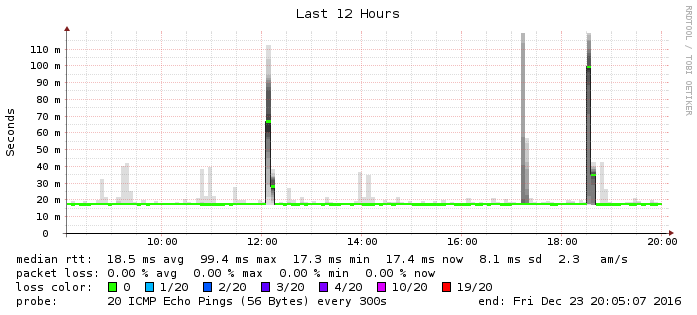 Last 12 Hours
RRDTOOL / TOBI OETIKER
Seconds
110 m
100 m
90 m
80 m
70 m
60 m
50 m
40 m
30 m
20 m
10 m
0
10:00 12:00 14:00 16:00 18:00 20:00
median rtt: 18.5 ms avg 99.4 ms max 17.3 ms min 17.4 ms now 8.1 ms sd 2.3 am/s
packet loss: 0.00 % avg 0.00 % max 0.00 % min 0.00 % now
loss color: 0 1/20 2/20 3/20 4/20 10/20 19/20
probe: 20 ICMP Echo Pings (56 Bytes) every 300s end: Fri Dec 23 20:05:07 2016